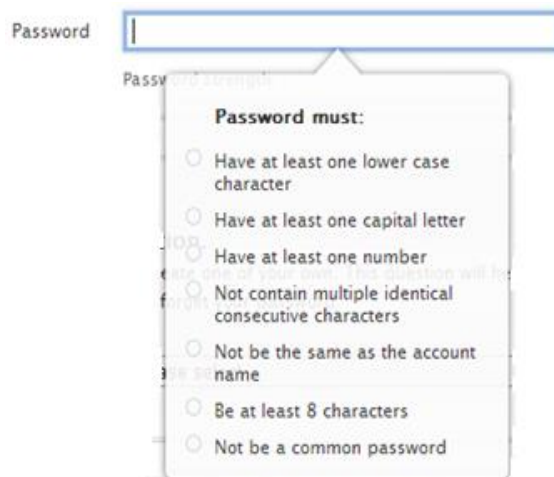 Password
Password strength
Password must:
Have at least one lower case
character
Have at least one capital letter
Have at least one number
Not contain multiple identical
consecutive characters
Not be the same as the account
name
Be at least 8 characters
Not be a common password